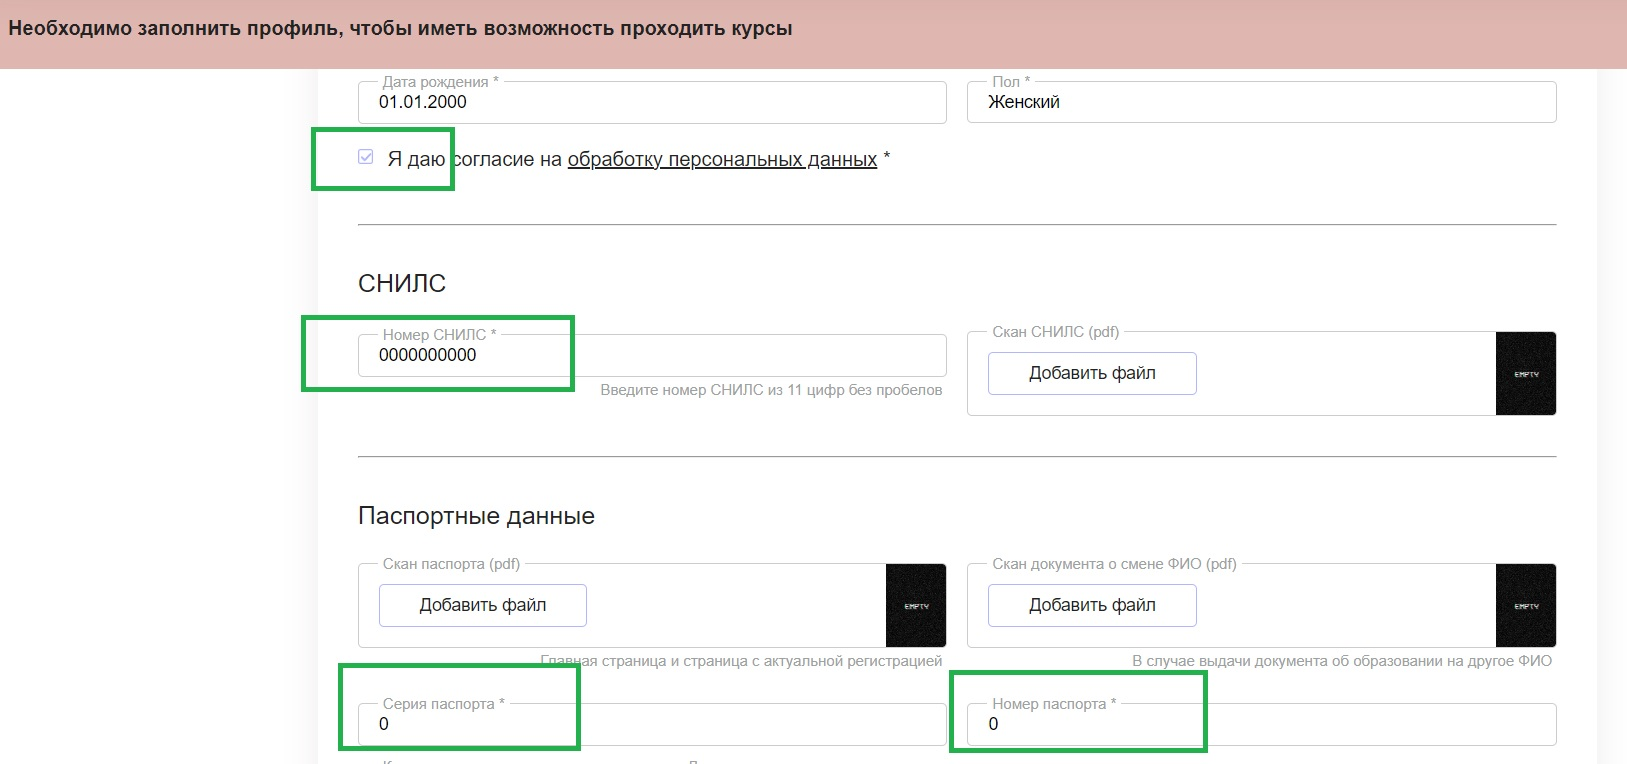 Необходимо заполнить профиль, чтобы иметь возможность проходить курсы
Дата рождения *
01.01.2000
Пол *
Женский
Я даю согласие на обработку персональных данных *
СНИЛС
Номер СНИЛС *
0000000000
Введите номер СНИЛС из 11 цифр без пробелов
Скан СНИЛС (pdf)
Добавить файл
EMPTY
Паспортные данные
Скан паспорта (pdf)
Добавить файл
EMPTY
Главная страница и страница с актуальной регистрацией
Скан документа о смене ФИО (pdf)
Добавить файл
EMPTY
В случае выдачи документа об образовании на другое ФИО
Серия паспорта *
0
Номер паспорта *
0